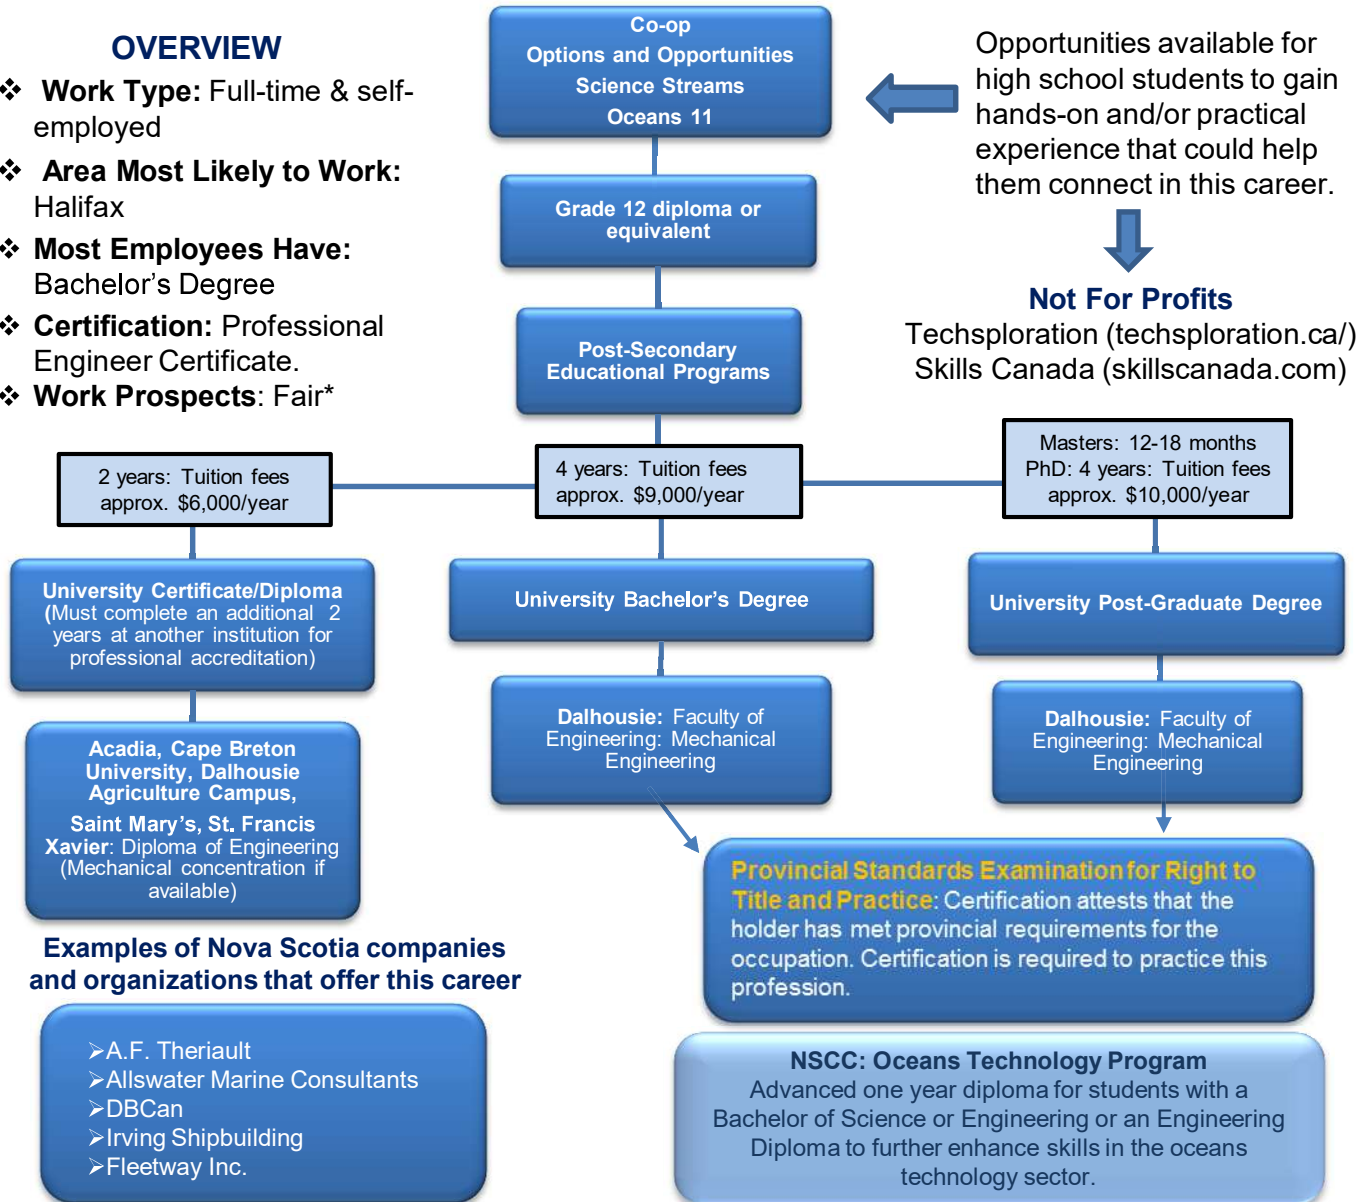 OVERVIEW
❖ Work Type: Full-time & self-
employed
❖ Area Most Likely to Work:
Halifax
❖ Most Employees Have:
Bachelor’s Degree
❖ Certification: Professional
Engineer Certificate.
❖ Work Prospects: Fair*
Co-op
Options and Opportunities
Science Streams
Oceans 11
Opportunities available for
high school students to gain
hands-on and/or practical
experience that could help
them connect in this career.
Grade 12 diploma or
equivalent
Not For Profits
Techsploration (techsploration.ca/)
Skills Canada (skillscanada.com)
Post-Secondary
Educational Programs
2 years: Tuition fees
approx. $6,000/year
4 years: Tuition fees
approx. $9,000/year
Masters: 12-18 months
PhD: 4 years: Tuition fees
approx. $10,000/year
University Certificate/Diploma
(Must complete an additional 2
years at another institution for
professional accreditation)
University Bachelor’s Degree
University Post-Graduate Degree
Acadia, Cape Breton
University, Dalhousie
Agriculture Campus,
Saint Mary’s, St. Francis
Xavier: Diploma of Engineering
(Mechanical concentration if
available)
Dalhousie: Faculty of
Engineering: Mechanical
Engineering
Dalhousie: Faculty of
Engineering: Mechanical
Engineering
Provincial Standards Examination for Right to
Title and Practice: Certification attests that the
holder has met provincial requirements for the
occupation. Certification is required to practice this
profession.
Examples of Nova Scotia companies
and organizations that offer this career
➢A.F. Theriault
➢Allswater Marine Consultants
➢DBCan
➢Irving Shipbuilding
➢Fleetway Inc.
NSCC: Oceans Technology Program
Advanced one year diploma for students with a
Bachelor of Science or Engineering or an Engineering
Diploma to further enhance skills in the oceans
technology sector.